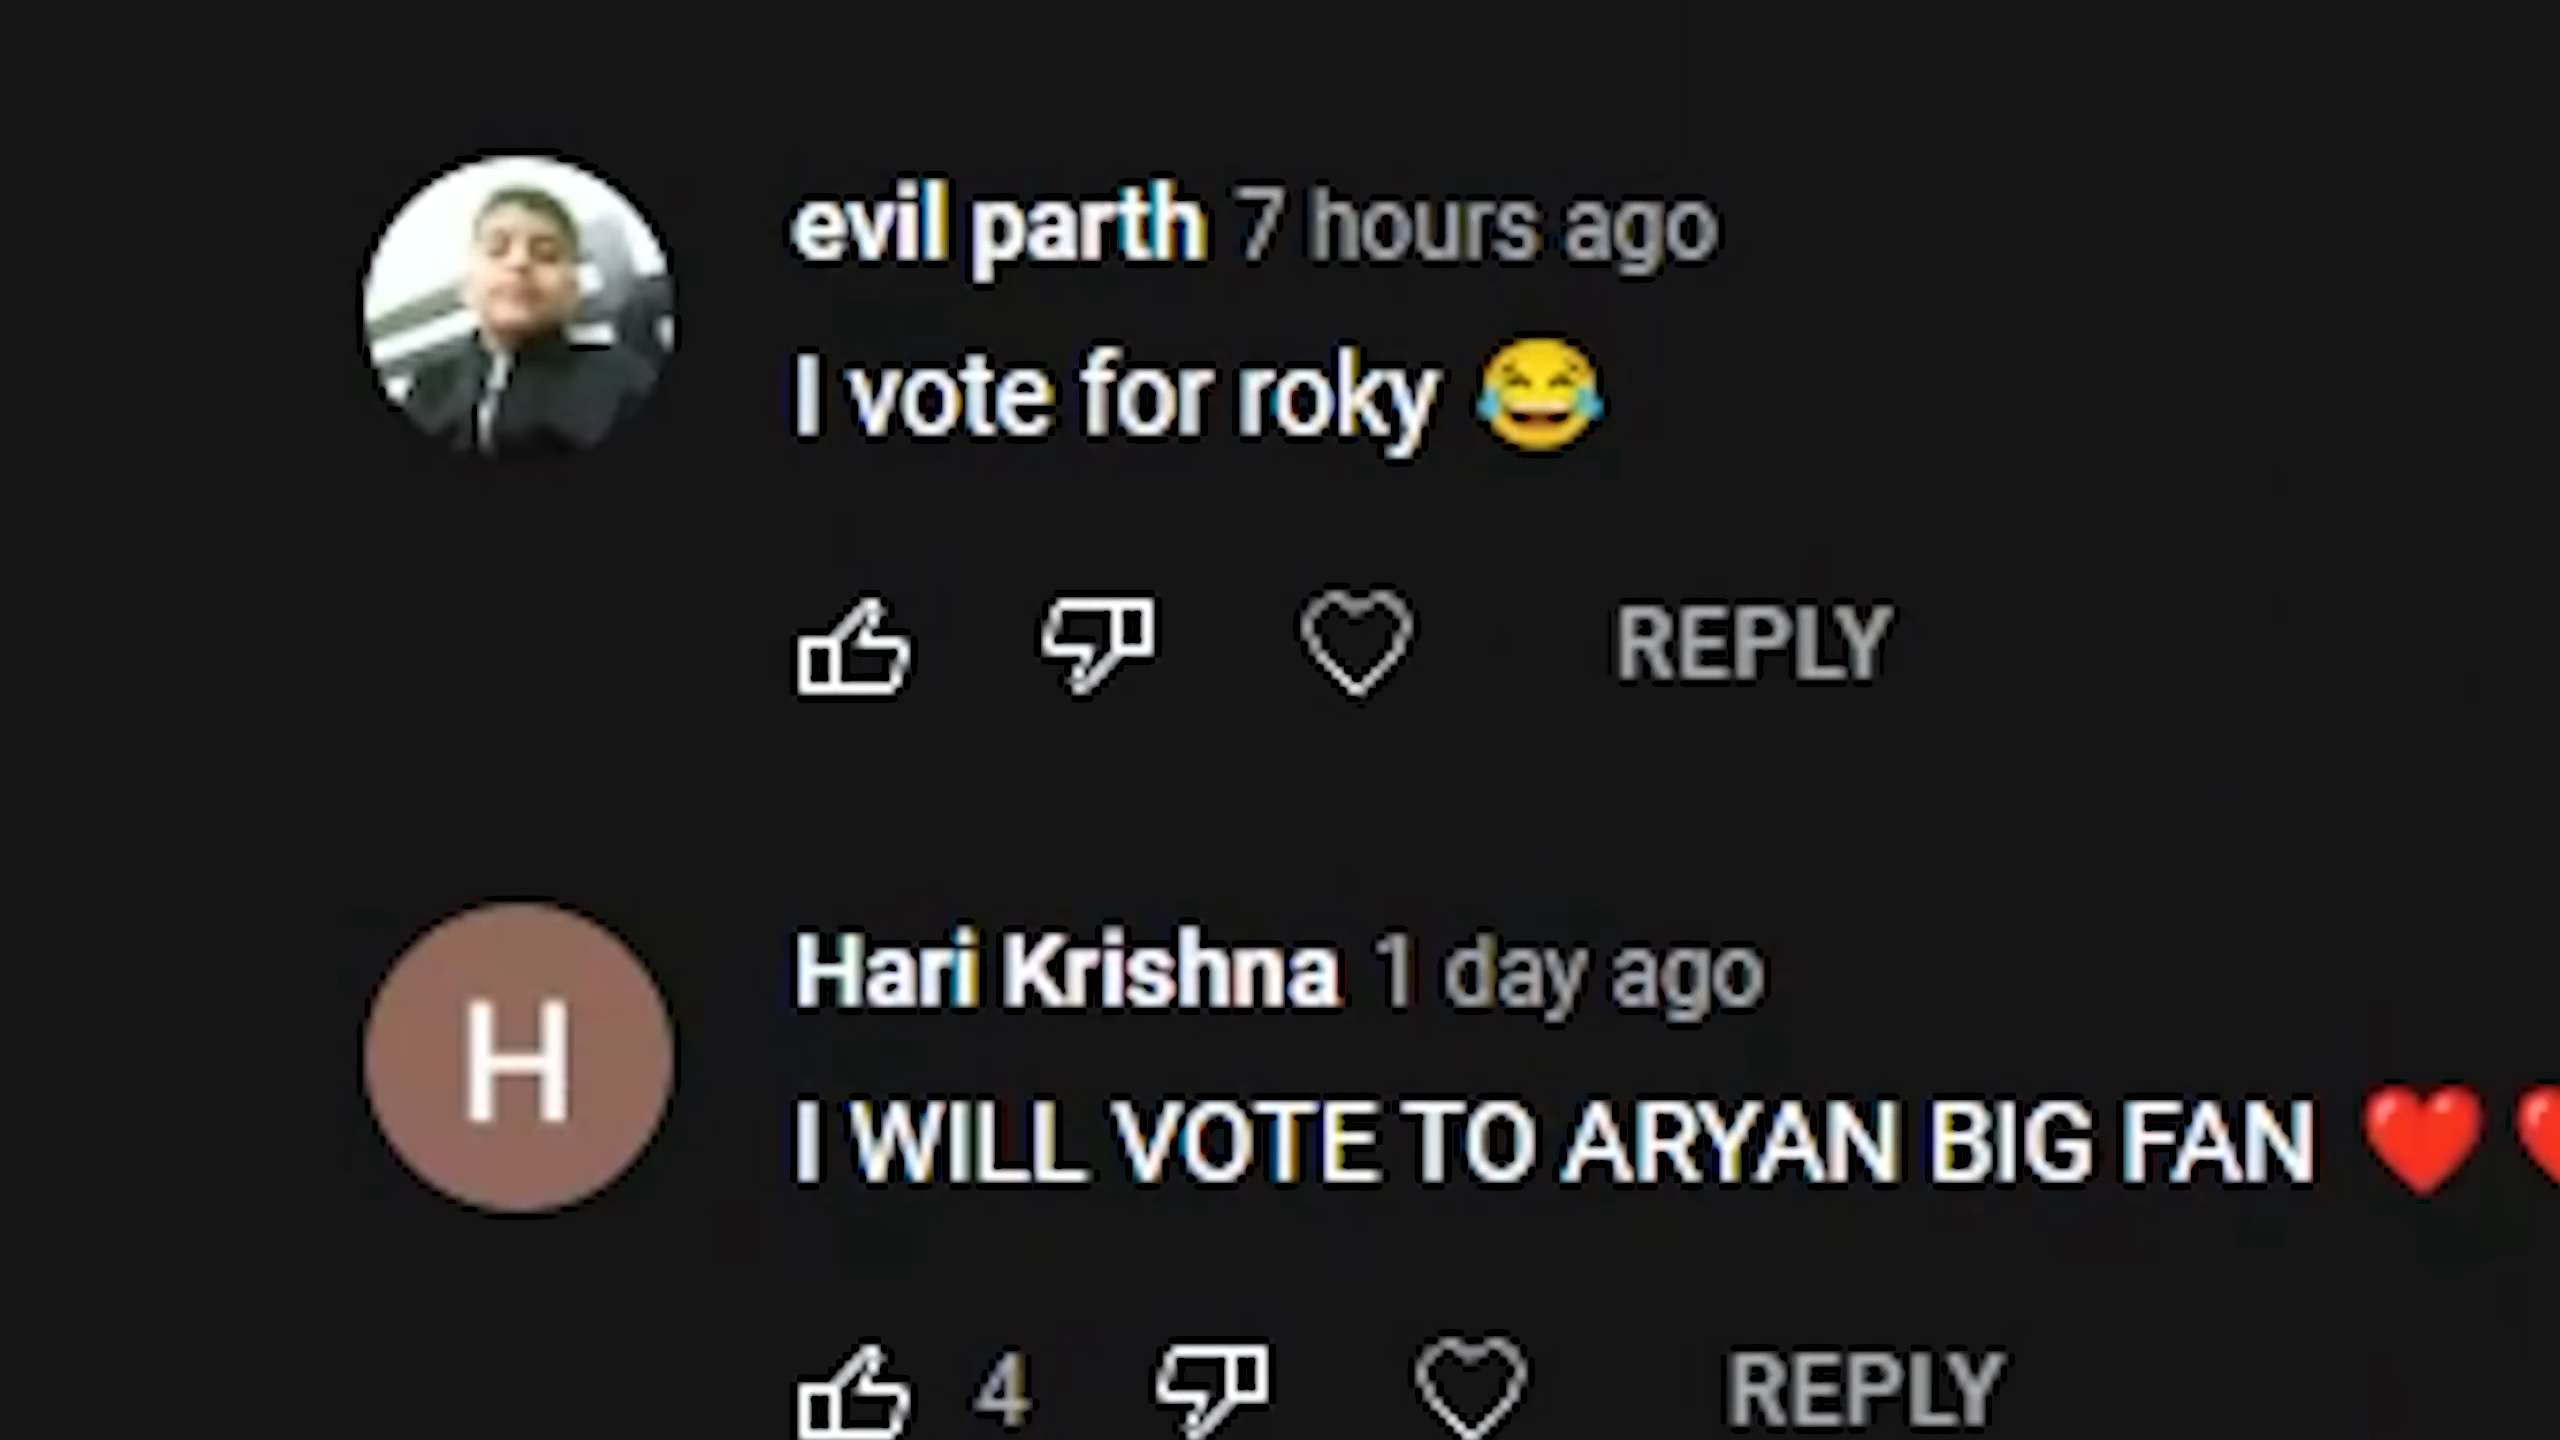 evil parth 7 hours ago
I vote for roky 😂
REPLY
H
Hari Krishna 1 day ago
I WILL VOTE TO ARYAN BIG FAN ❤️ ❤️
4
REPLY